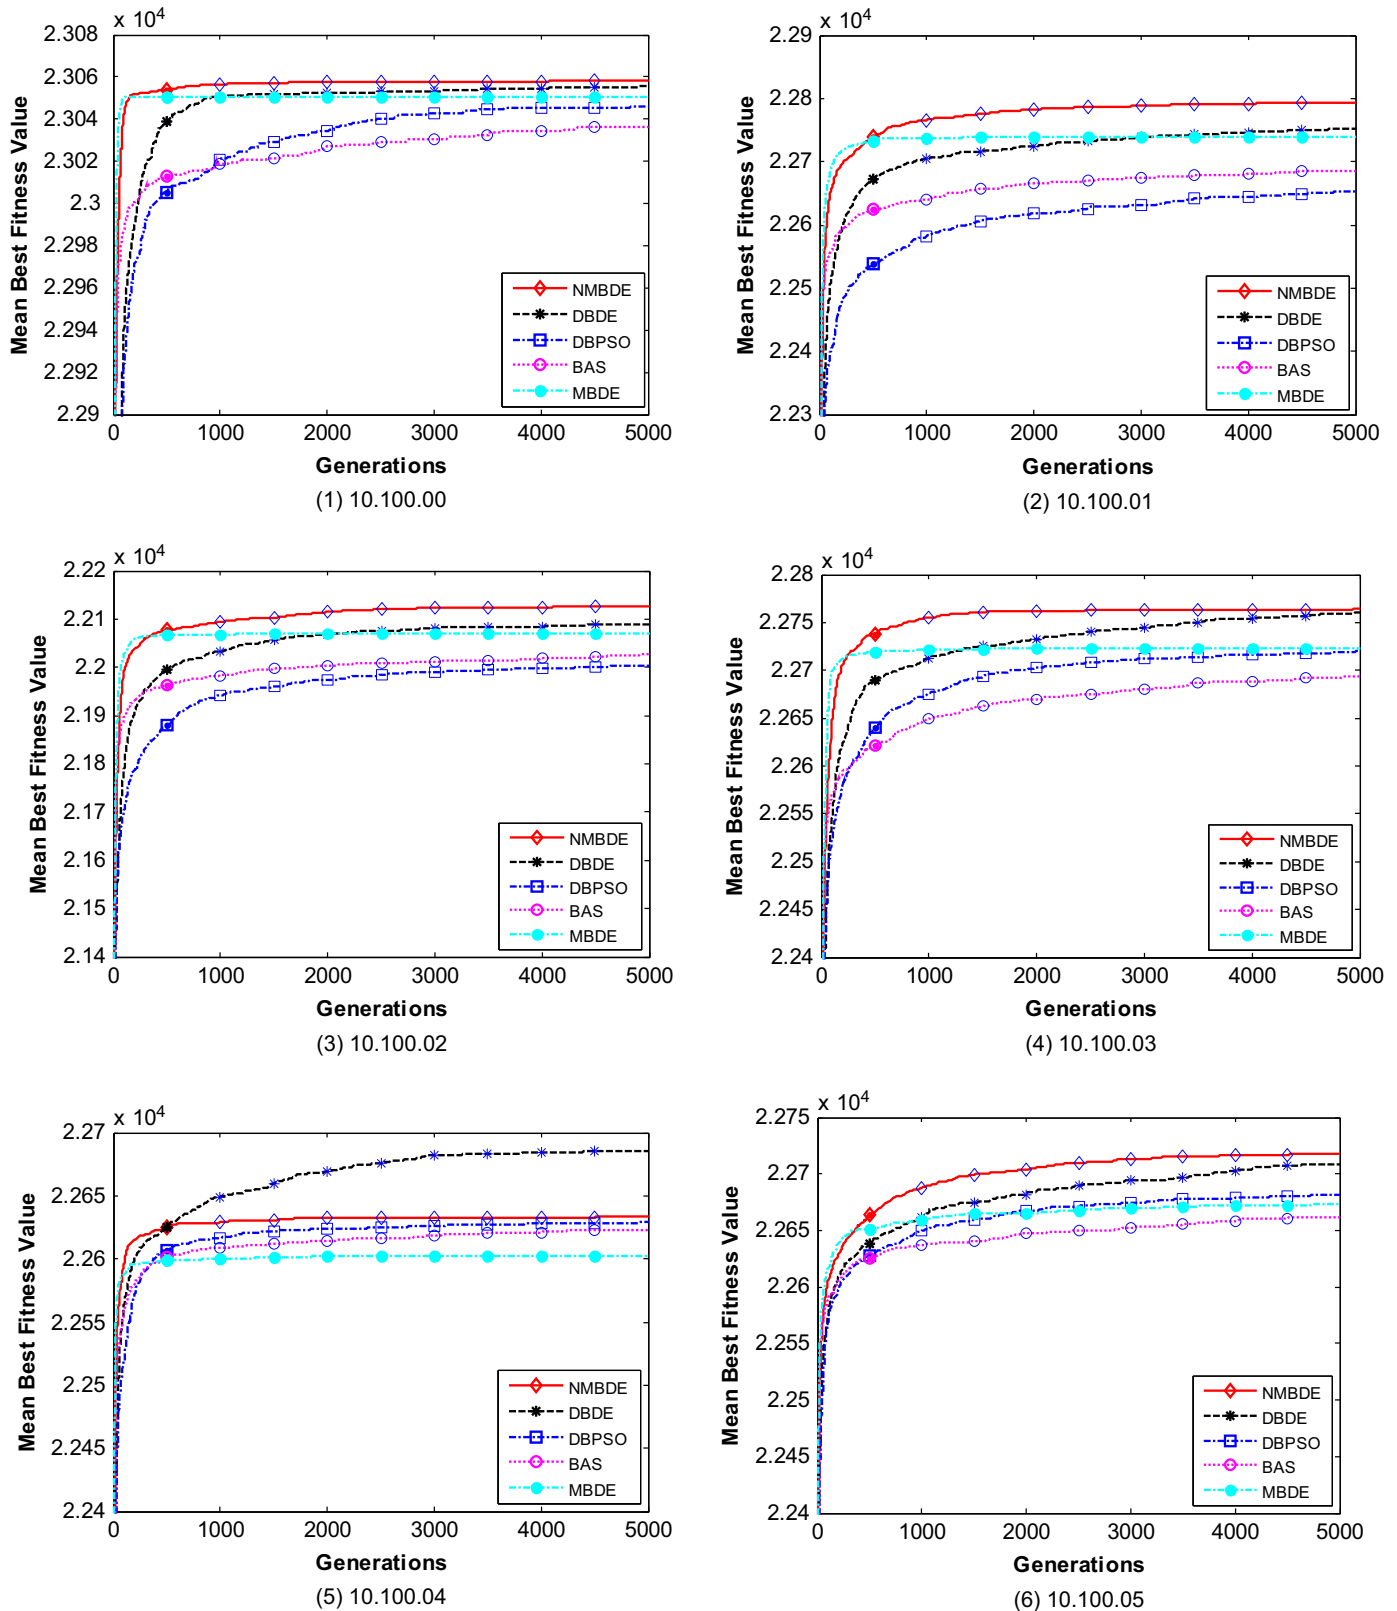 x 10^4
2.308
2.306
2.304
2.302
2.3
2.298
2.296
2.294
2.292
2.29
Mean Best Fitness Value
NMBDE
DBDE
DBPSO
BAS
MBDE
0 1000 2000 3000 4000 5000
Generations
(1) 10.100.00
x 10^4
2.29
2.28
2.27
2.26
2.25
2.24
2.23
Mean Best Fitness Value
NMBDE
DBDE
DBPSO
BAS
MBDE
0 1000 2000 3000 4000 5000
Generations
(2) 10.100.01
x 10^4
2.22
2.21
2.2
2.19
2.18
2.17
2.16
2.15
2.14
Mean Best Fitness Value
NMBDE
DBDE
DBPSO
BAS
MBDE
0 1000 2000 3000 4000 5000
Generations
(3) 10.100.02
x 10^4
2.28
2.275
2.27
2.265
2.26
2.255
2.25
2.245
2.24
Mean Best Fitness Value
NMBDE
DBDE
DBPSO
BAS
MBDE
0 1000 2000 3000 4000 5000
Generations
(4) 10.100.03
x 10^4
2.27
2.265
2.26
2.255
2.25
2.245
2.24
Mean Best Fitness Value
NMBDE
DBDE
DBPSO
BAS
MBDE
0 1000 2000 3000 4000 5000
Generations
(5) 10.100.04
x 10^4
2.275
2.27
2.265
2.26
2.255
2.25
2.245
2.24
Mean Best Fitness Value
NMBDE
DBDE
DBPSO
BAS
MBDE
0 1000 2000 3000 4000 5000
Generations
(6) 10.100.05